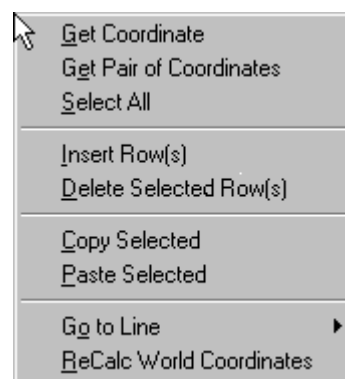 Get Coordinate
Get Pair of Coordinates
Select All
Insert Row(s)
Delete Selected Row(s)
Copy Selected
Paste Selected
Go to Line
ReCalc World Coordinates